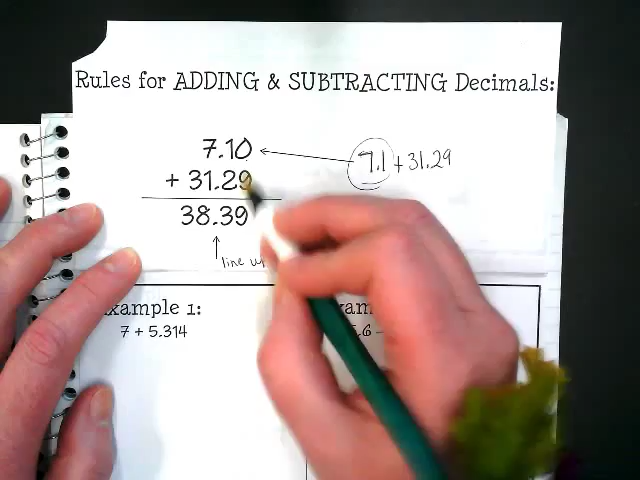 Rules for ADDING & SUBTRACTING Decimals:
7.10
7.1 + 31.29
+ 31.29
38.39
line
Example 1:
7 + 5.314